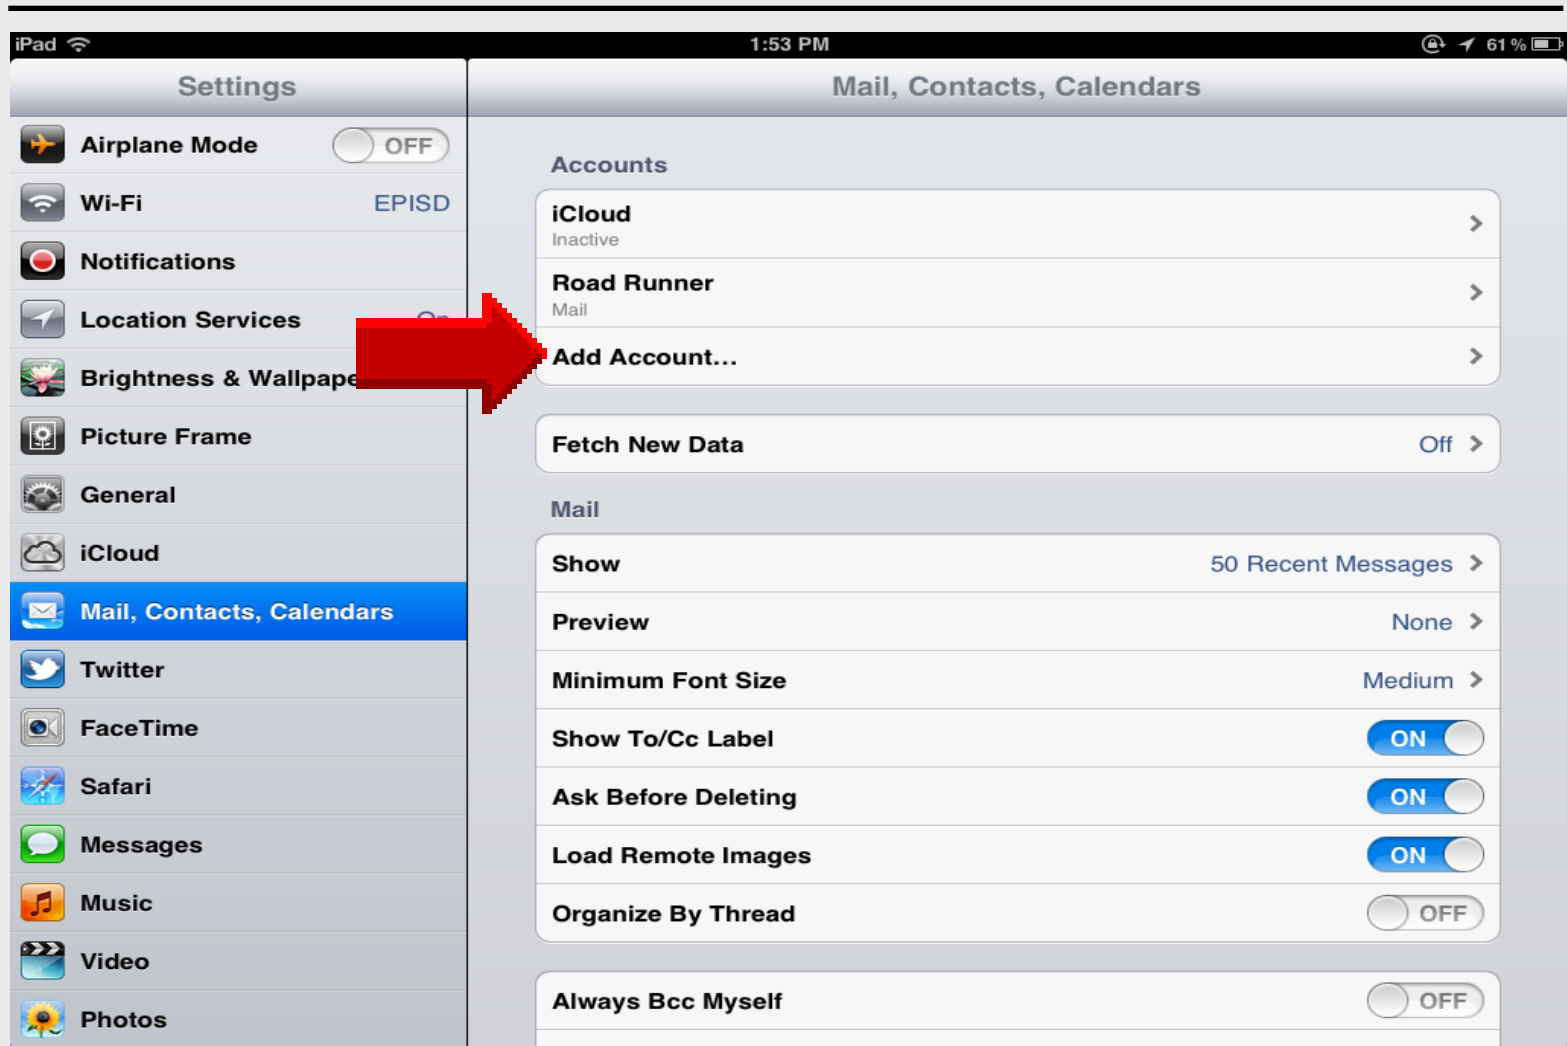 iPad 1:53 PM 61%
Settings
Mail, Contacts, Calendars
Airplane Mode OFF
Wi-Fi EPISD
Notifications
Location Services On
Brightness & Wallpape
Picture Frame
General
iCloud
Mail, Contacts, Calendars
Twitter
FaceTime
Safari
Messages
Music
Video
Photos
Accounts
iCloud
Inactive
Road Runner
Mail
Add Account...
Fetch New Data Off
Mail
Show 50 Recent Messages
Preview None
Minimum Font Size Medium
Show To/Cc Label ON
Ask Before Deleting ON
Load Remote Images ON
Organize By Thread OFF
Always Bcc Myself OFF